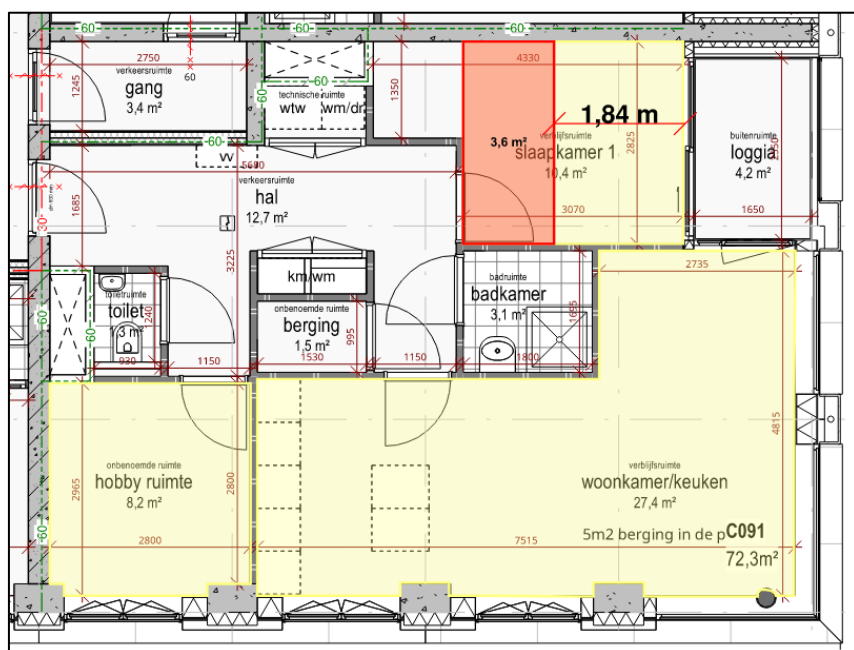 60
60
60
2750
4330
verkeersruimte
gang
3,4 m²
1245
60
60
60
technische ruimte
wtw
wm/dr
1350
1,84 m
3,6 m²
verblijfsruimte
slaapkamer 1
10,4 m²
2825
buitenruimte
loggia
4,2 m²
60
vv
5680
verkeersruimte
hal
12,7 m²
1685
30
3070
1650
3225
2735
km/wm
badruimte
badkamer
3,1 m²
1655
toiletruimte
toilet
1,3 m²
1240
60
onbenoemde ruimte
berging
1,5 m²
995
930
1150
1530
1150
1800
4815
onbenoemde ruimte
hobby ruimte
8,2 m²
2965
2800
verblijfsruimte
woonkamer/keuken
27,4 m²
60
2800
7515
5m2 berging in de p
C091
72,3m²